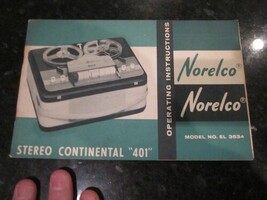 OPERATING INSTRUCTIONS
Norelco®
Norelco®
MODEL NO. EL 3534
STEREO CONTINENTAL "401"